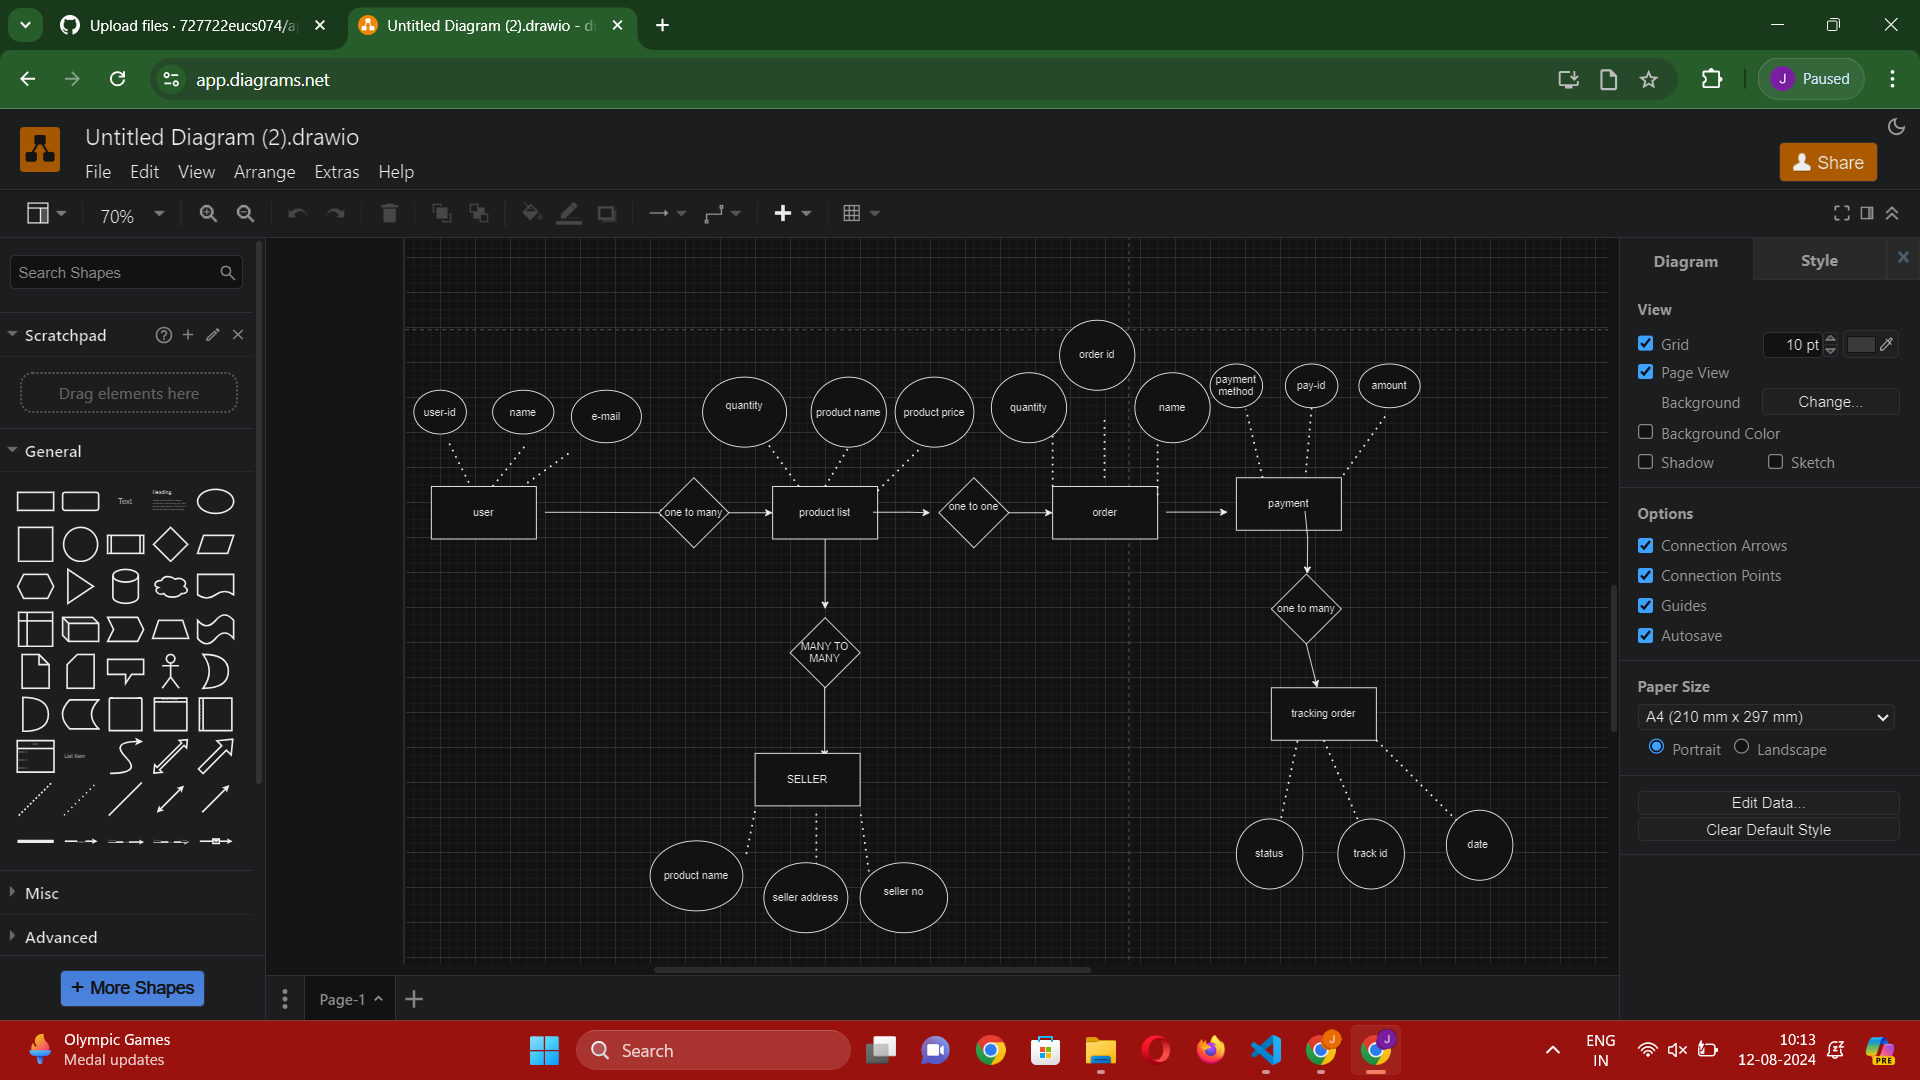 Upload files · 727722eucs074/a
Untitled Diagram (2).drawio - d
app.diagrams.net
J Paused
Untitled Diagram (2).drawio
File Edit View Arrange Extras Help
Share
70%
Search Shapes
Scratchpad
Drag elements here
General
Text
Heading
List Item
Misc
Advanced
+ More Shapes
order id
user-id
name
e-mail
quantity
product name
product price
quantity
name
payment
method
pay-id
amount
user
one to many
product list
one to one
order
payment
one to many
MANY TO
MANY
tracking order
SELLER
product name
seller address
seller no
status
track id
date
Diagram
Style
View
Grid
10 pt
Page View
Background
Change...
Background Color
Shadow
Sketch
Options
Connection Arrows
Connection Points
Guides
Autosave
Paper Size
A4 (210 mm x 297 mm)
Portrait
Landscape
Edit Data...
Clear Default Style
Page-1
Olympic Games
Medal updates
Search
J
J
ENG
IN
10:13
12-08-2024
PRE